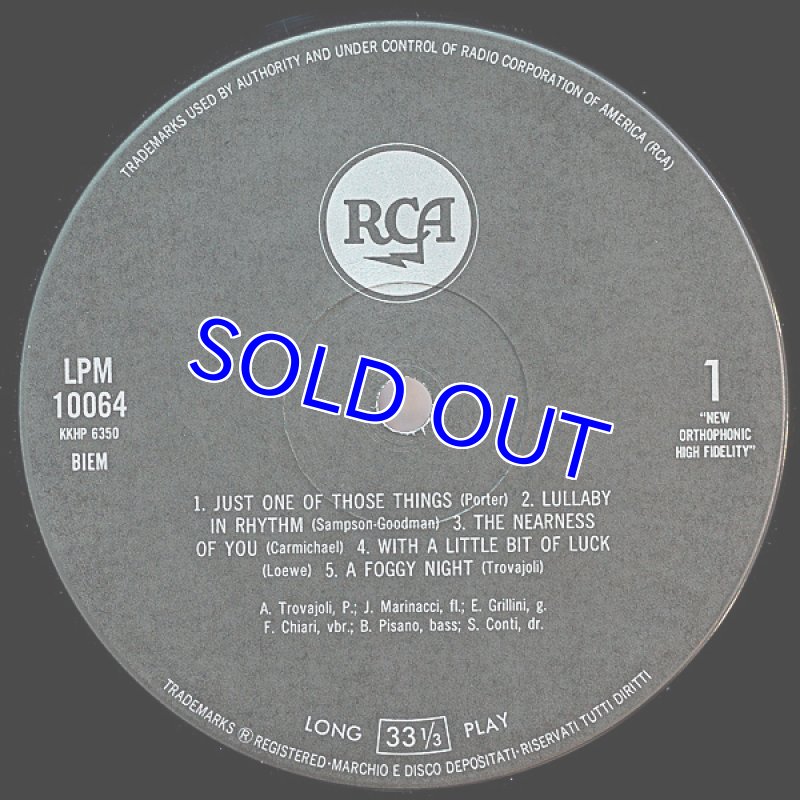 TRADEMARKS USED BY AUTHORITY AND UNDER CONTROL OF RADIO CORPORATION OF AMERICA (RCA)
RCA
LPM
10064
KKHP 6350
BIEM
SOLD OUT
1
"NEW
ORTHOPHONIC
HIGH FIDELITY"
1. JUST ONE OF THOSE THINGS (Porter) 2. LULLABY
IN RHYTHM (Sampson-Goodman) 3. THE NEARNESS
OF YOU (Carmichael) 4. WITH A LITTLE BIT OF LUCK
(Loewe) 5. A FOGGY NIGHT (Trovajoli)
A. Trovajoli, P.; J. Marinacci, fl.; E. Grillini, g.
F. Chiari, vbr.; B. Pisano, bass; S. Conti, dr.
LONG 33 1/3 PLAY
TRADEMARKS ® REGISTERED · MARCHIO E DISCO DEPOSITATI · RISERVATI TUTTI DIRITTI